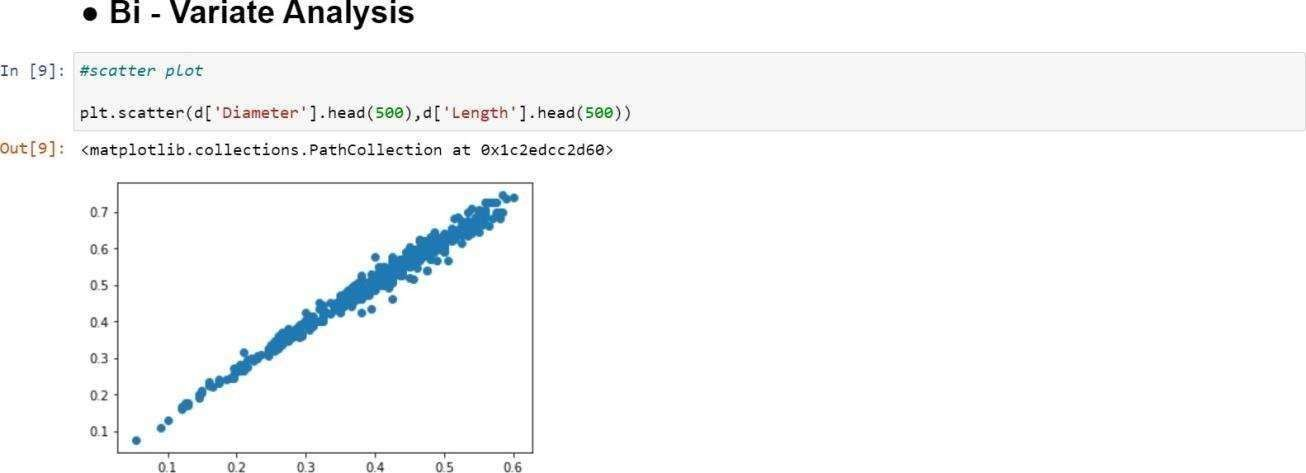 ● Bi - Variate Analysis
In [9]: #scatter plot
plt.scatter(d['Diameter'].head(500),d['Length'].head(500))
Out[9]: <matplotlib.collections.PathCollection at 0x1c2edcc2d60>
0.7
0.6
0.5
0.4
0.3
0.2
0.1
0.1 0.2 0.3 0.4 0.5 0.6